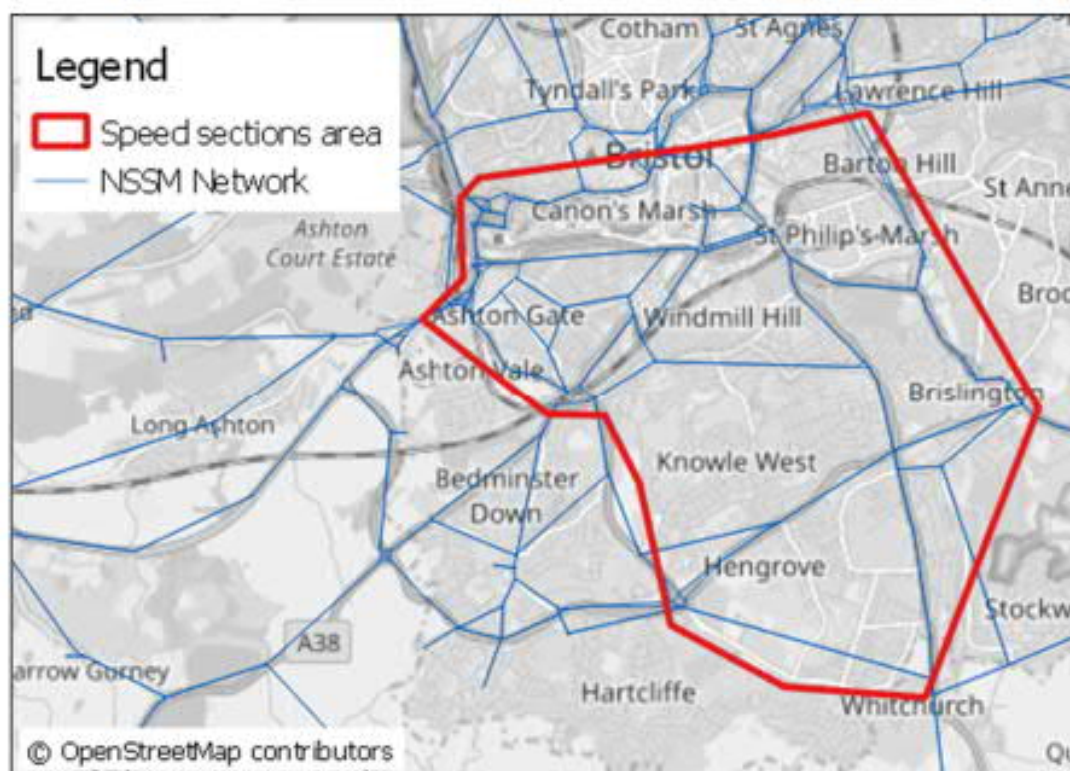 Legend
Speed sections area
NSSM Network
Cotham
St Agnes
Tyndall's Park
Lawrence Hill
Bristol
Barton Hill
St Anne
Canon's Marsh
Ashton
Court Estate
St Philip's-Marsh
Broo
Ashton Gate
Windmill Hill
Ashton Vale
Brislington
Long Ashton
Knowle West
Bedminster
Down
Hengrove
Stockw
A38
arrow Gurney
Hartcliffe
Whitchurch
Qu
© OpenStreetMap contributors